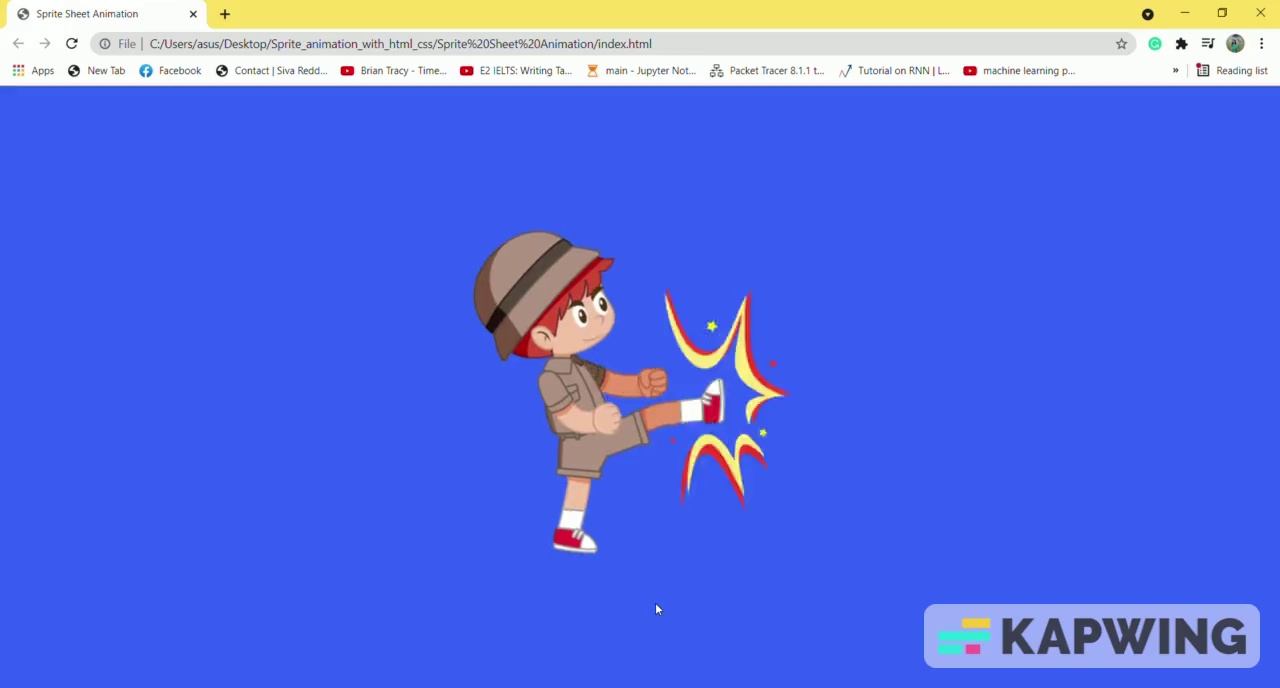 Sprite Sheet Animation
File | C:/Users/asus/Desktop/Sprite_animation_with_html_css/Sprite%20Sheet%20Animation/index.html
Apps New Tab Facebook Contact | Siva Redd... Brian Tracy - Time... E2 IELTS: Writing Ta... main - Jupyter Not... Packet Tracer 8.1.1 t... Tutorial on RNN | L... machine learning p... » Reading list
KAPWING